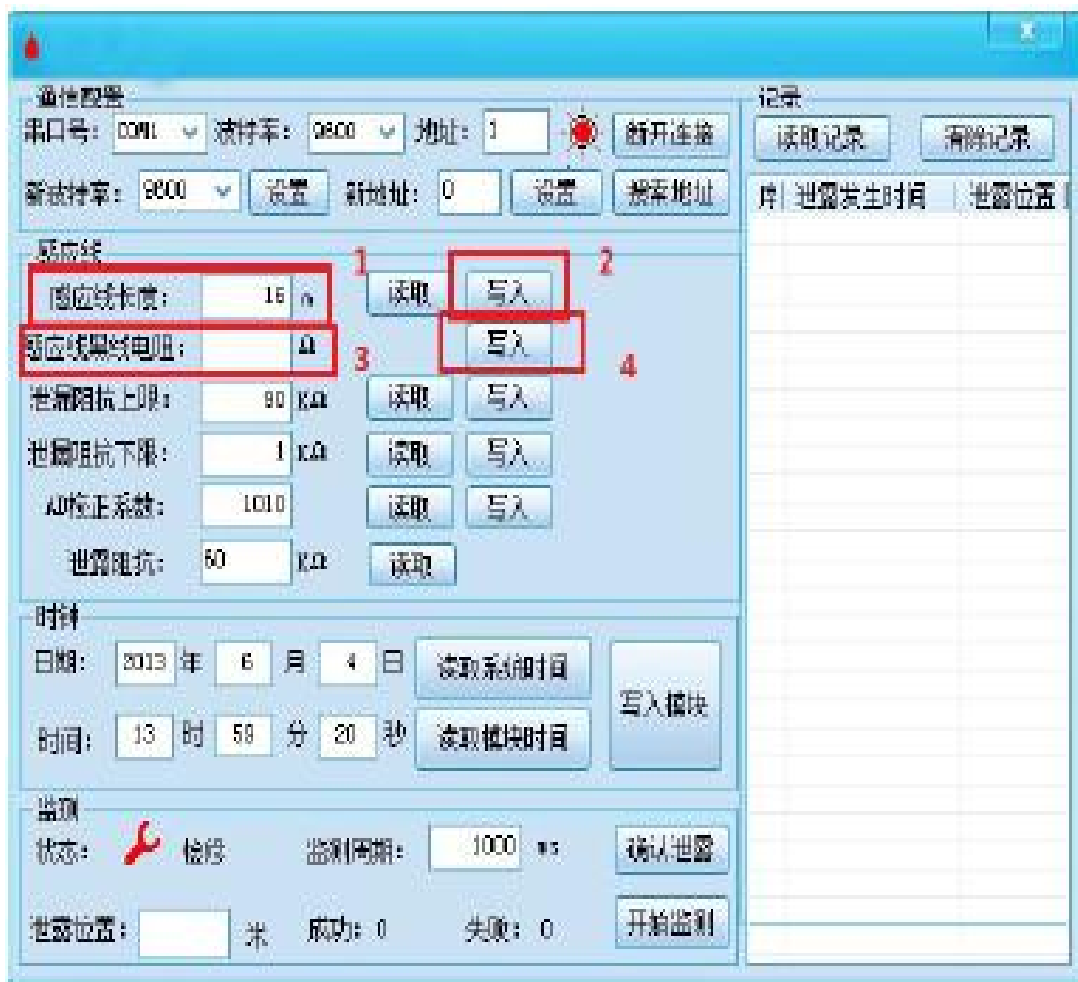 通信配置
串口号: COM1 波特率: 9600 地址: 1 断开连接
新波特率: 9600 设置 新地址: 0 设置 搜索地址
感应线
感应线长度: 16 m 1 读取 写入 2
感应线黑线电阻: Ω 3 写入 4
泄漏阻抗上限: 90 KΩ 读取 写入
泄漏阻抗下限: 1 KΩ 读取 写入
AD校正系数: 1010 读取 写入
泄露阻抗: 60 KΩ 读取
时钟
日期: 2013 年 6 月 4 日 读取系统时间
写入模块
时间: 13 时 59 分 20 秒 读取模块时间
监测
状态: 检修 监测周期: 1000 ms 确认泄露
泄露位置: 米 成功: 0 失败: 0 开始监测
记录
读取记录 清除记录
泄露发生时间 泄露位置